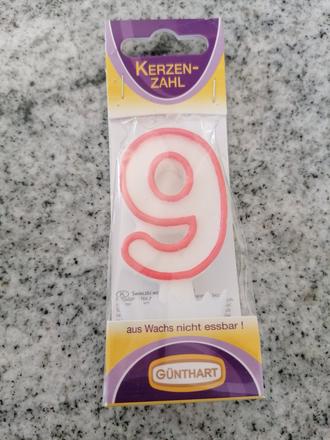 KERZEN-
ZAHL
9
aus Wachs nicht essbar !
GÜNTHART